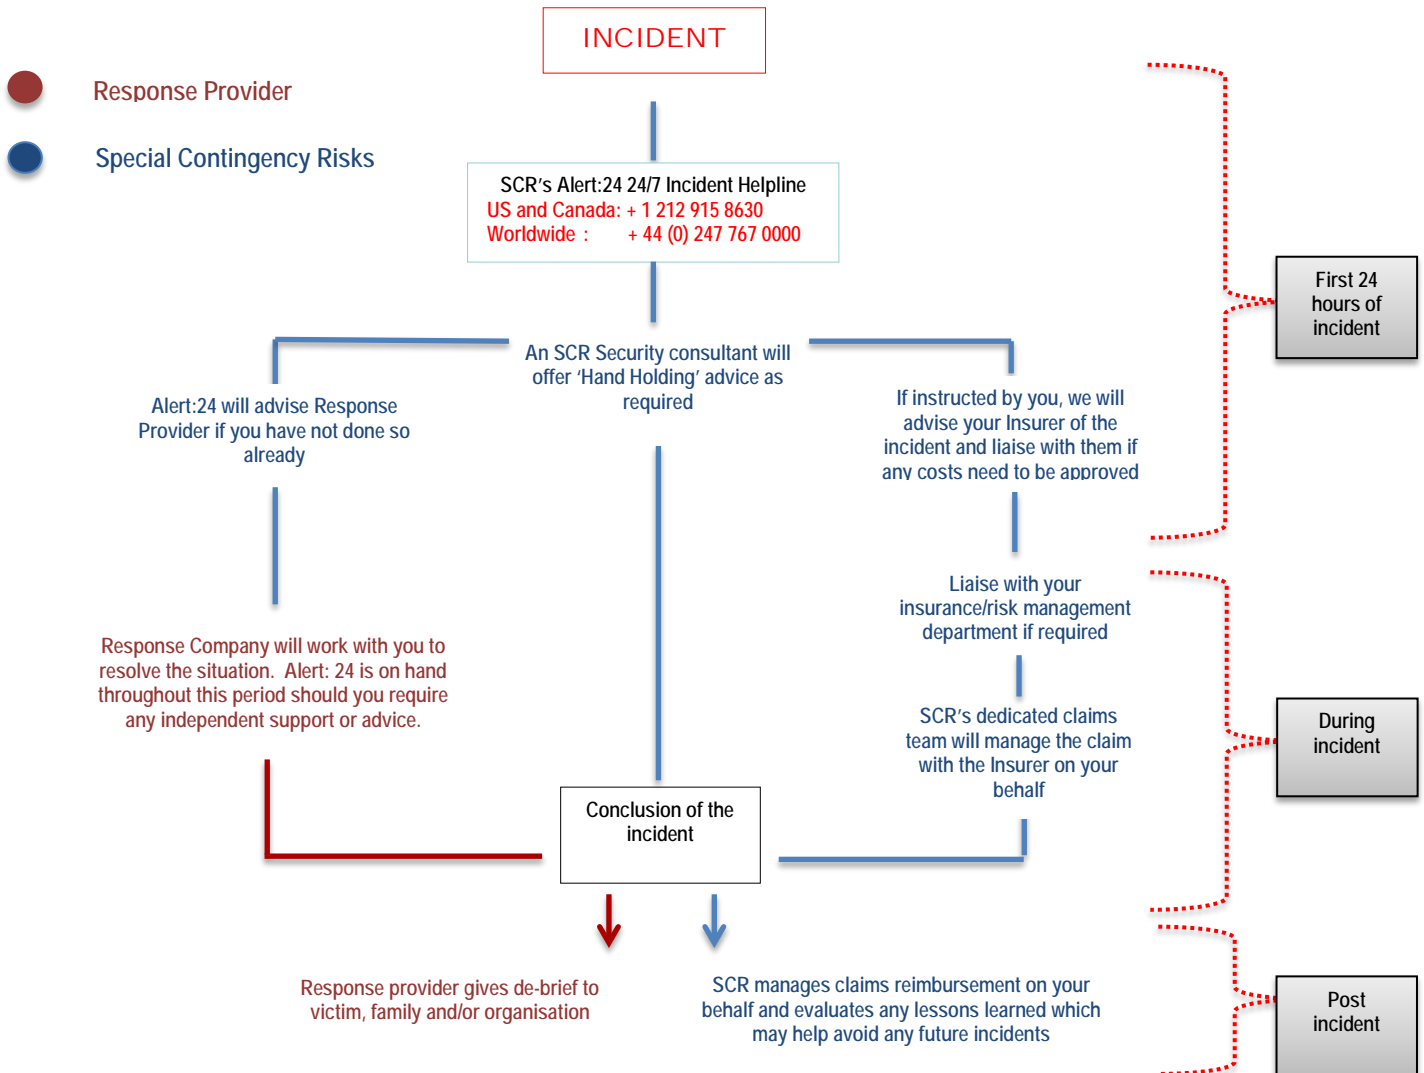 INCIDENT
Response Provider
Special Contingency Risks
SCR's Alert:24 24/7 Incident Helpline
US and Canada: + 1 212 915 8630
Worldwide : + 44 (0) 247 767 0000
First 24
hours of
incident
An SCR Security consultant will
offer ‘Hand Holding’ advice as
required
Alert:24 will advise Response
Provider if you have not done so
already
If instructed by you, we will
advise your Insurer of the
incident and liaise with them if
any costs need to be approved
Liaise with your
insurance/risk management
department if required
Response Company will work with you to
resolve the situation. Alert: 24 is on hand
throughout this period should you require
any independent support or advice.
SCR's dedicated claims
team will manage the claim
with the Insurer on your
behalf
During
incident
Conclusion of the
incident
Response provider gives de-brief to
victim, family and/or organisation
SCR manages claims reimbursement on your
behalf and evaluates any lessons learned which
may help avoid any future incidents
Post
incident